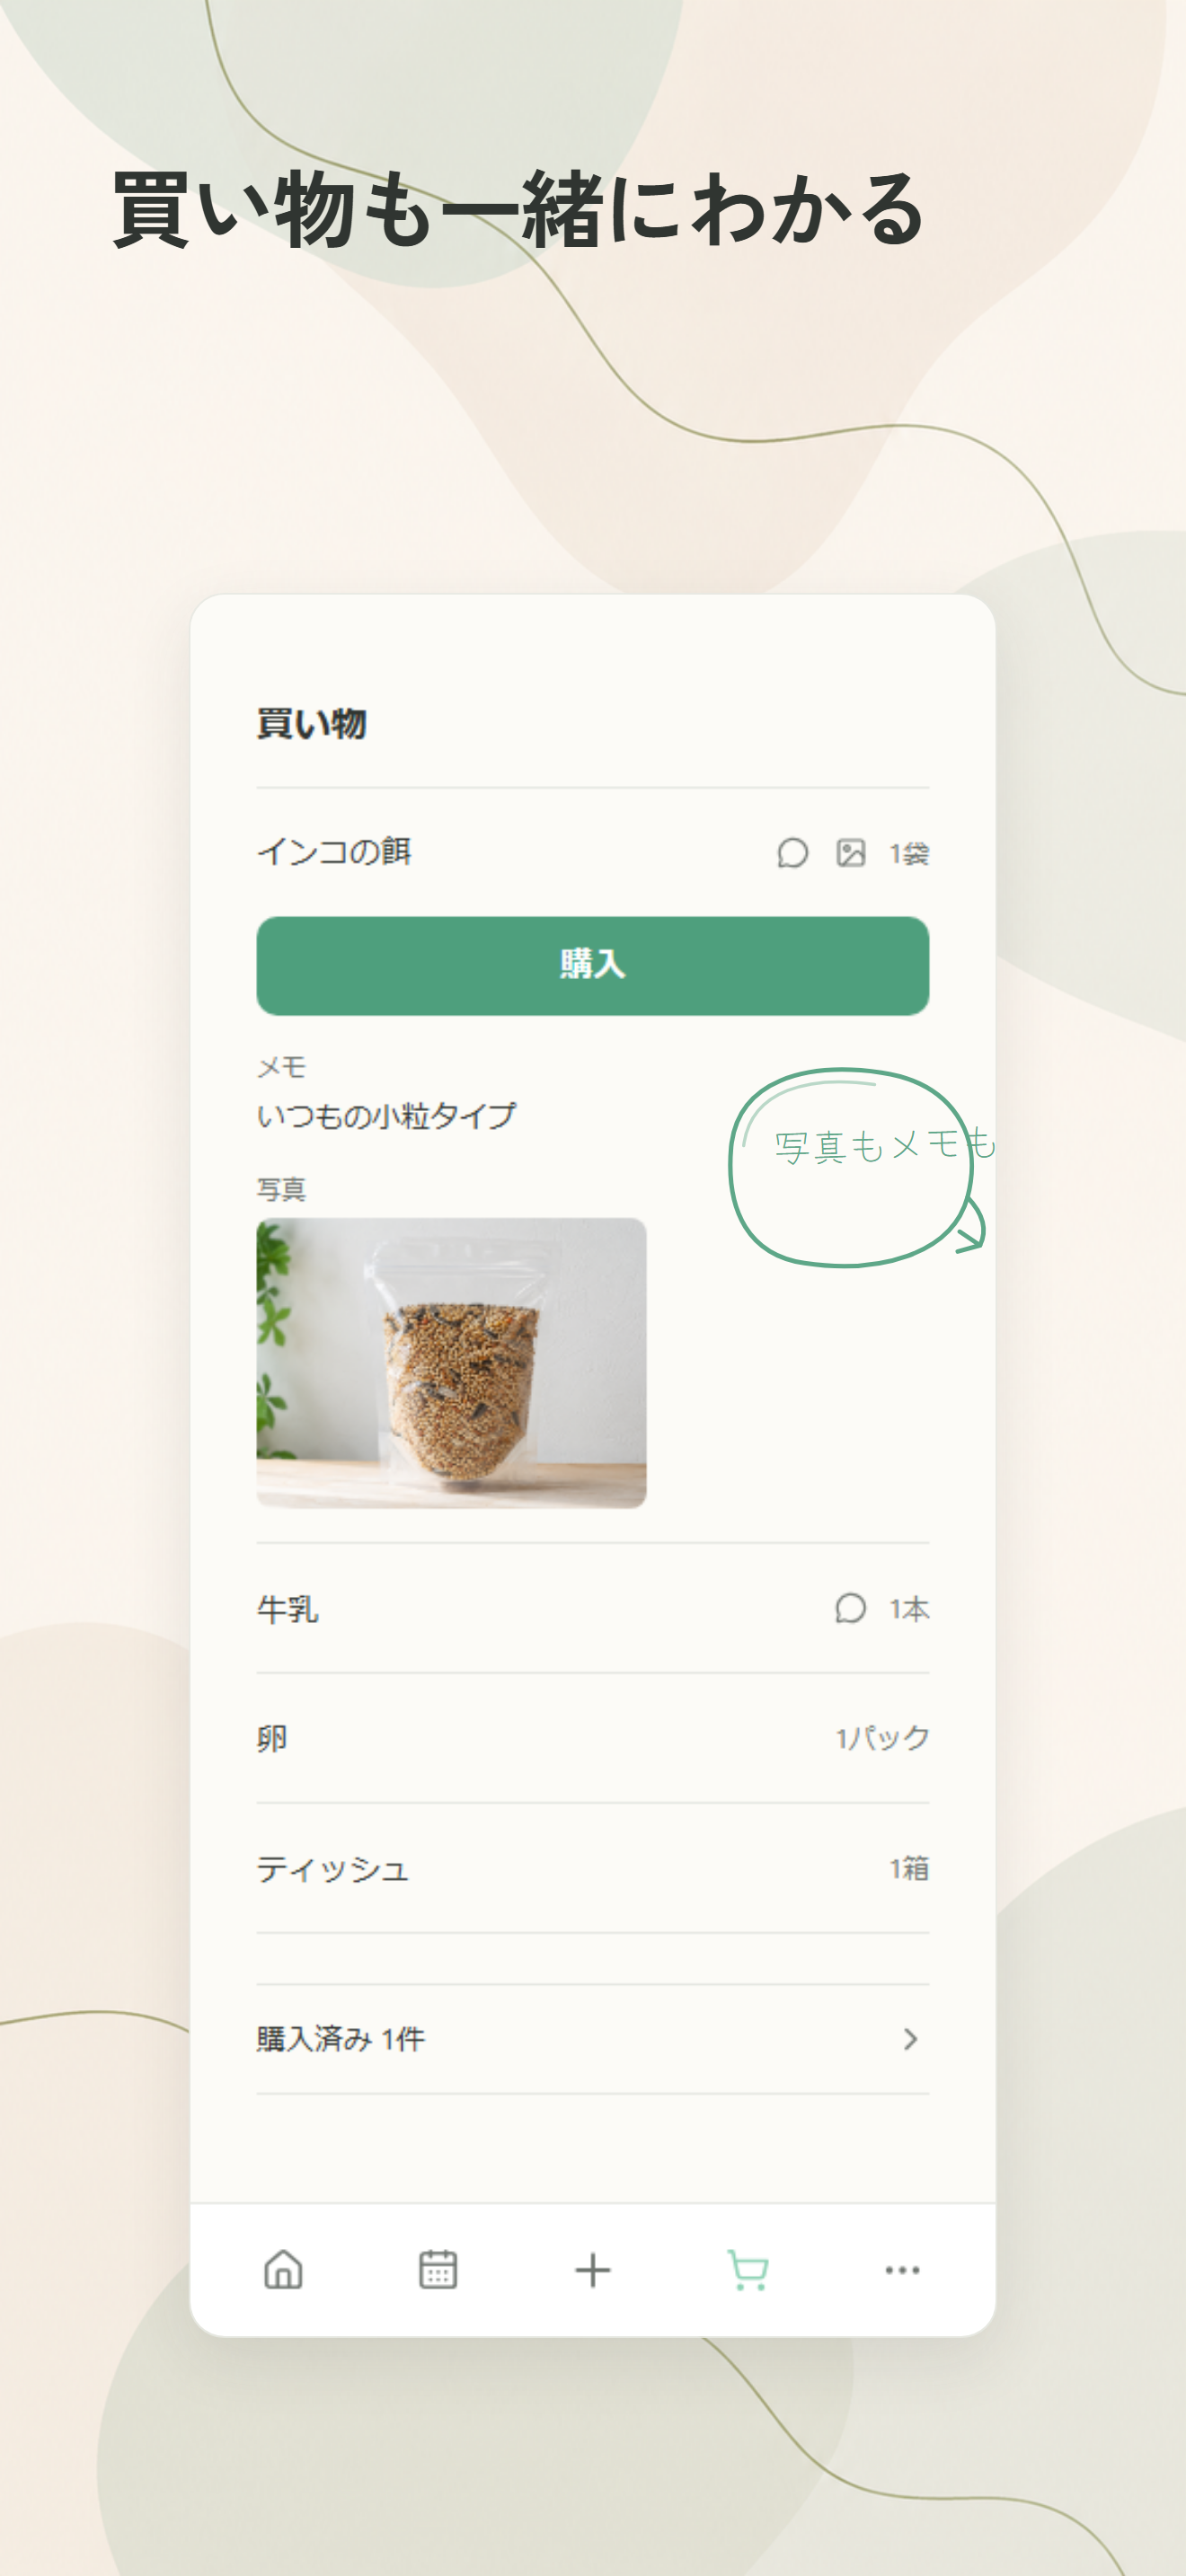 買い物も一緒にわかる
買い物
インコの餌 1袋
購入
メモ
いつもの小粒タイプ
写真もメモも
写真
牛乳 1本
卵 1パック
ティッシュ 1箱
購入済み 1件